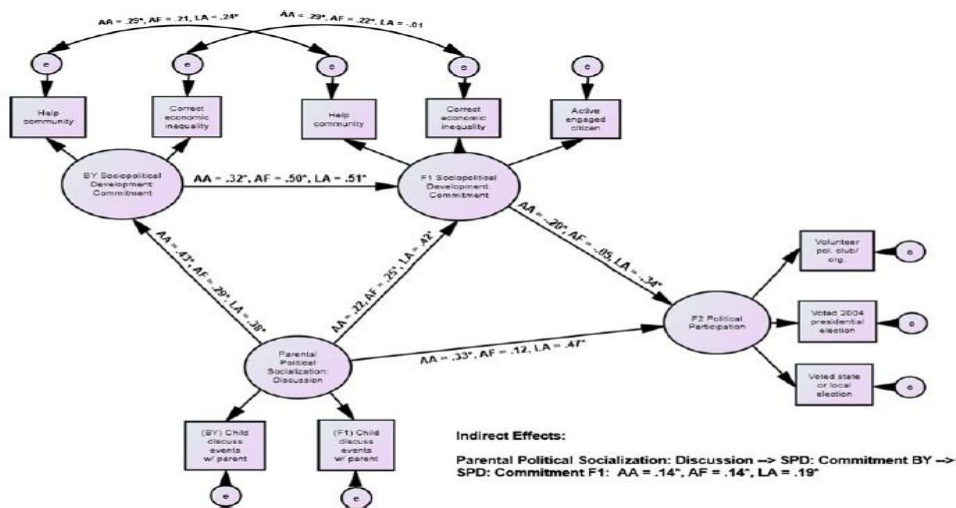 AA = .29*, AF = .21, LA = .24*
AA = .29*, AF = .22*, LA = -.01
e
e
e
e
e
Help
community
Correct
economic
inequality
Help
community
Correct
economic
inequality
Active
engaged
citizen
BY Sociopolitical
Development:
Commitment
AA = .32*, AF = .50*, LA = .51*
F1 Sociopolitical
Development:
Commitment
AA = .43*, AF = .29*, LA = .38*
AA = .22, AF = .25*, LA = .42*
AA = -.20*, AF = -.05, LA = -.34*
Volunteer
pol. club/
org.
e
F2 Political
Participation
Voted 2004
presidential
election
e
Parental
Political
Socialization:
Discussion
AA = .33*, AF = .12, LA = .47*
Voted state
or local
election
e
(BY) Child
discuss
events
w/ parent
(F1) Child
discuss
events
w/ parent
e
e
Indirect Effects:
Parental Political Socialization: Discussion --> SPD: Commitment BY -->
SPD: Commitment F1: AA = .14*, AF = .14*, LA = .19*